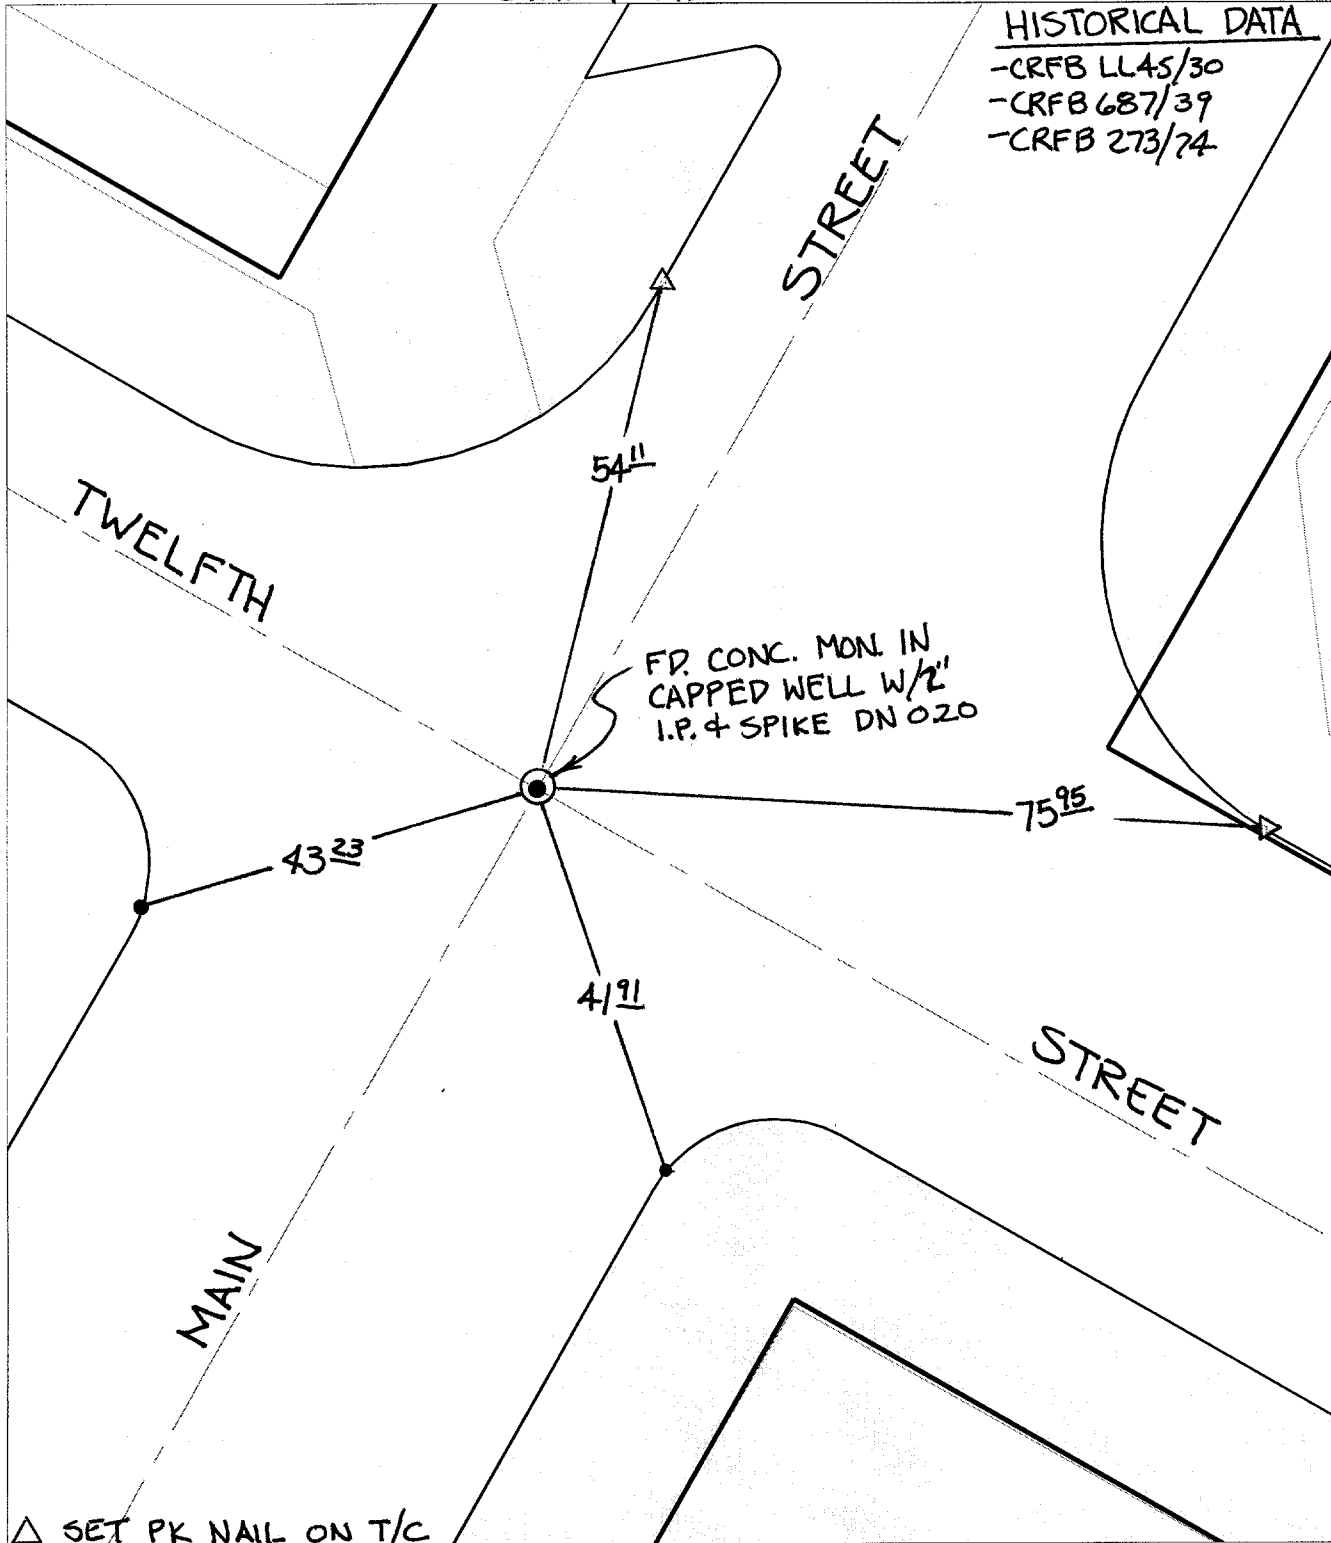 HISTORICAL DATA
-CRFB LL45/30
-CRFB 687/39
-CRFB 273/74
STREET
54 11
TWELFTH
FD. CONC. MON. IN
CAPPED WELL W/2"
I.P. & SPIKE DN 0.20
75 95
43 23
41 91
STREET
MAIN
△ SET PK NAIL ON T/C